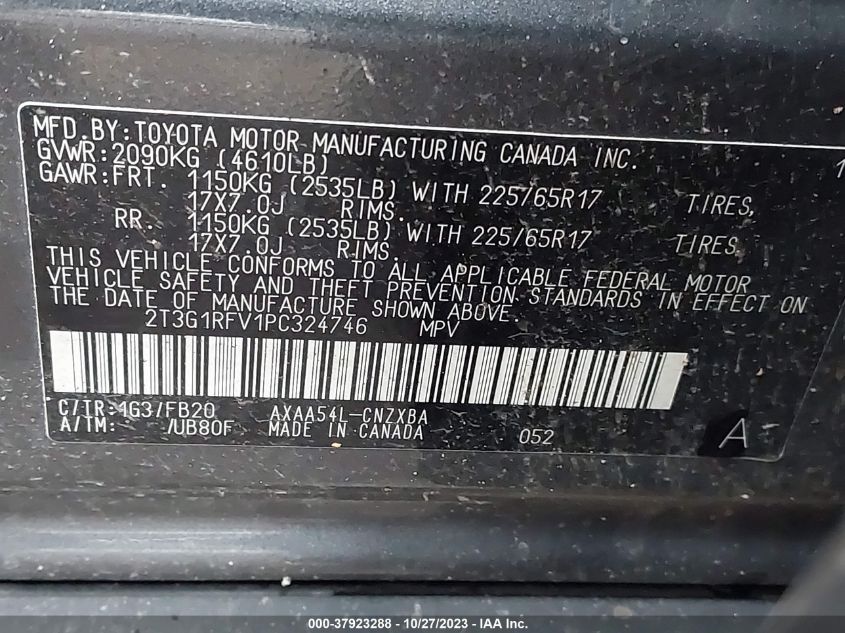 MFD.BY:TOYOTA MOTOR MANUFACTURING CANADA INC. 1
GVWR:2090KG (4610LB)
GAWR:FRT. 1150KG (2535LB) WITH 225/65R17 TIRES,
17X7.0J RIMS.
RR. 1150KG (2535LB) WITH 225/65R17 TIRES,
17X7.0J RIMS.
THIS VEHICLE CONFORMS TO ALL APPLICABLE FEDERAL MOTOR
VEHICLE SAFETY AND THEFT PREVENTION STANDARDS IN EFFECT ON
THE DATE OF MANUFACTURE SHOWN ABOVE.
2T3G1RFV1PC324746 MPV
C/TR:1G3/FB20 AXAA54L-CNZXBA
A/TM: /UB80F MADE IN CANADA 052 A
000-37923288 - 10/27/2023 - IAA Inc.